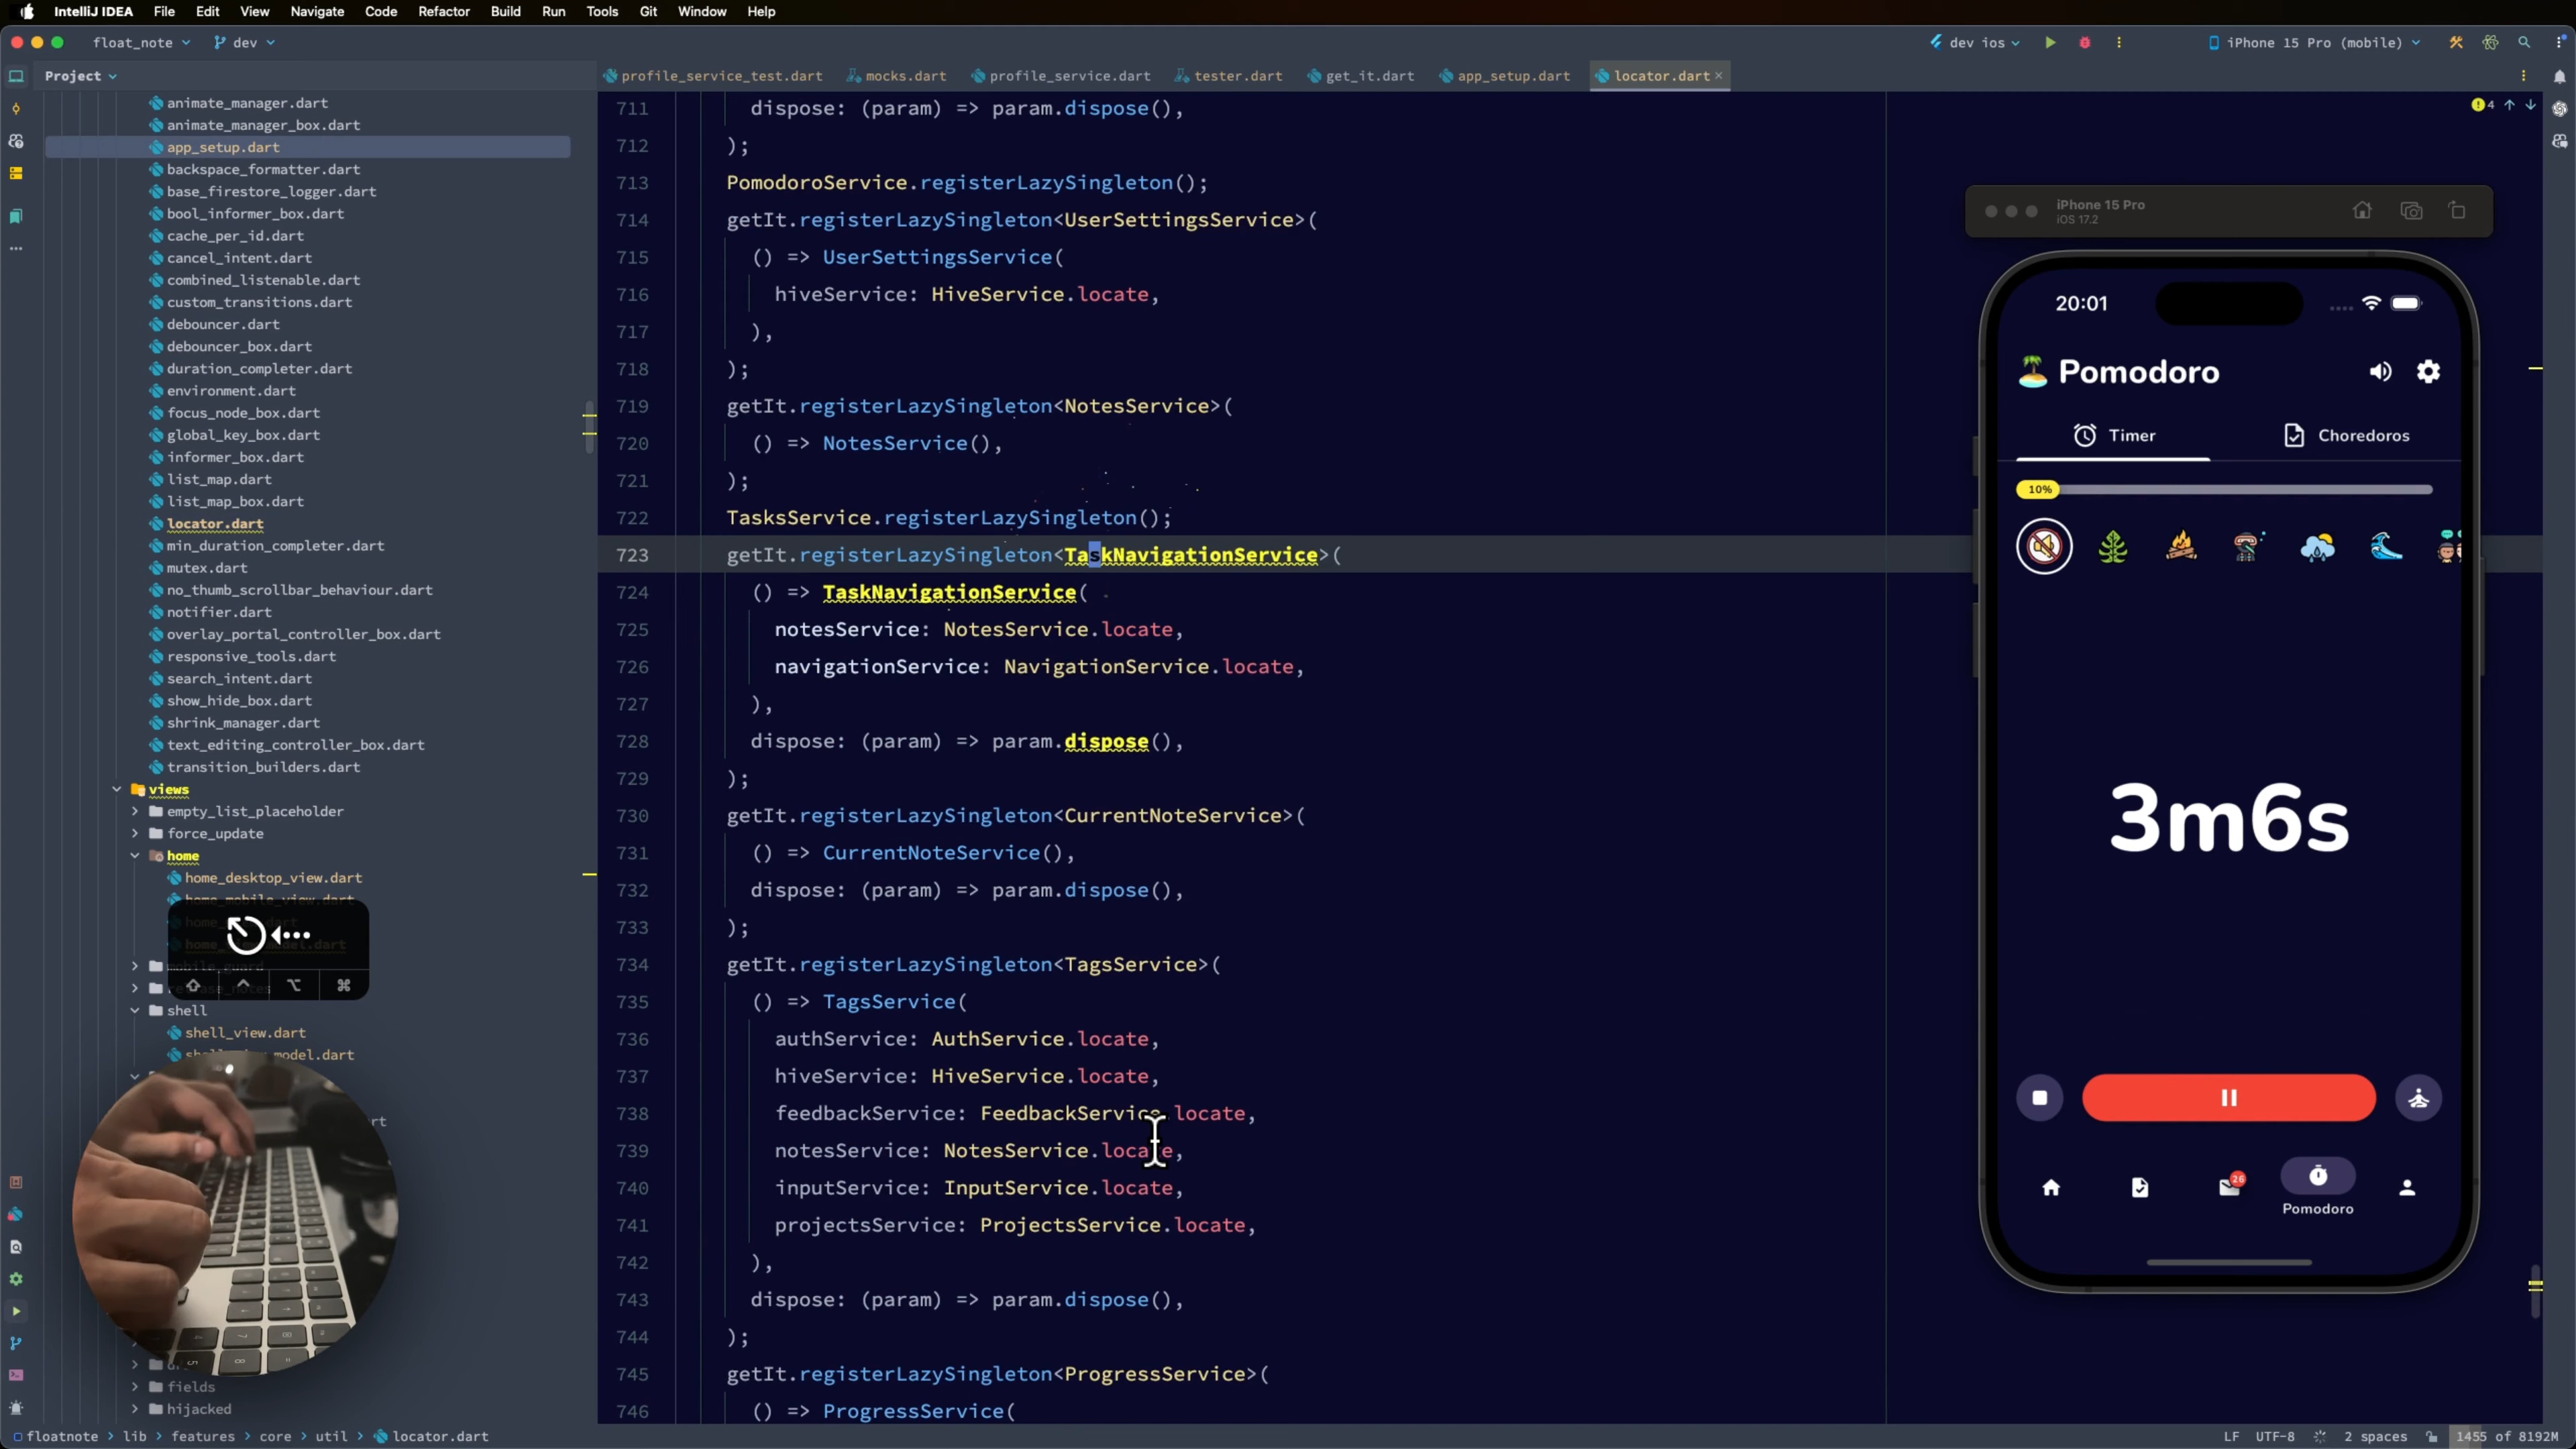 IntelliJ IDEA File Edit View Navigate Code Refactor Build Run Tools Git Window Help
float_note dev dev ios iPhone 15 Pro (mobile)
Project
profile_service_test.dart mocks.dart profile_service.dart tester.dart get_it.dart app_setup.dart locator.dart
animate_manager.dart
animate_manager_box.dart
app_setup.dart
backspace_formatter.dart
base_firestore_logger.dart
bool_informer_box.dart
cache_per_id.dart
cancel_intent.dart
combined_listenable.dart
custom_transitions.dart
debouncer.dart
debouncer_box.dart
duration_completer.dart
environment.dart
focus_node_box.dart
global_key_box.dart
informer_box.dart
list_map.dart
list_map_box.dart
locator.dart
min_duration_completer.dart
mutex.dart
no_thumb_scrollbar_behaviour.dart
notifier.dart
overlay_portal_controller_box.dart
responsive_tools.dart
search_intent.dart
show_hide_box.dart
shrink_manager.dart
text_editing_controller_box.dart
transition_builders.dart
views
empty_list_placeholder
force_update
home
home_desktop_view.dart
home_mobile_view.dart
shell
shell_view.dart
fields
hijacked
711 dispose: (param) => param.dispose(),
712 );
713 PomodoroService.registerLazySingleton();
714 getIt.registerLazySingleton<UserSettingsService>(
715 () => UserSettingsService(
716 hiveService: HiveService.locate,
717 ),
718 );
719 getIt.registerLazySingleton<NotesService>(
720 () => NotesService(),
721 );
722 TasksService.registerLazySingleton();
723 getIt.registerLazySingleton<TaskNavigationService>(
724 () => TaskNavigationService(
725 notesService: NotesService.locate,
726 navigationService: NavigationService.locate,
727 ),
728 dispose: (param) => param.dispose(),
729 );
730 getIt.registerLazySingleton<CurrentNoteService>(
731 () => CurrentNoteService(),
732 dispose: (param) => param.dispose(),
733 );
734 getIt.registerLazySingleton<TagsService>(
735 () => TagsService(
736 authService: AuthService.locate,
737 hiveService: HiveService.locate,
738 feedbackService: FeedbackService.locate,
739 notesService: NotesService.locate,
740 inputService: InputService.locate,
741 projectsService: ProjectsService.locate,
742 ),
743 dispose: (param) => param.dispose(),
744 );
745 getIt.registerLazySingleton<ProgressService>(
746 () => ProgressService(
4
iPhone 15 Pro
iOS 17.2
20:01
Pomodoro
Timer Choredoros
10%
3m6s
26
Pomodoro
floatnote > lib > features > core > util > locator.dart
LF UTF-8 2 spaces 1455 of 8192M